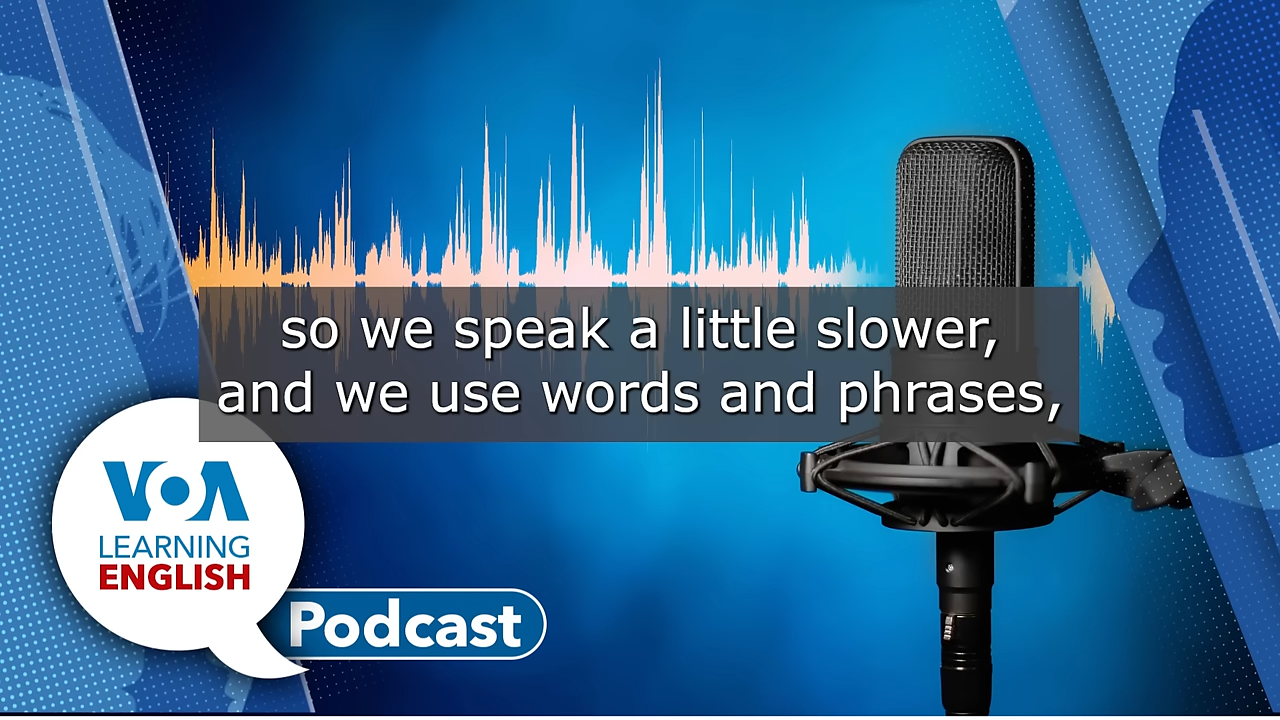 so we speak a little slower,
and we use words and phrases,
VOA
LEARNING
ENGLISH
Podcast